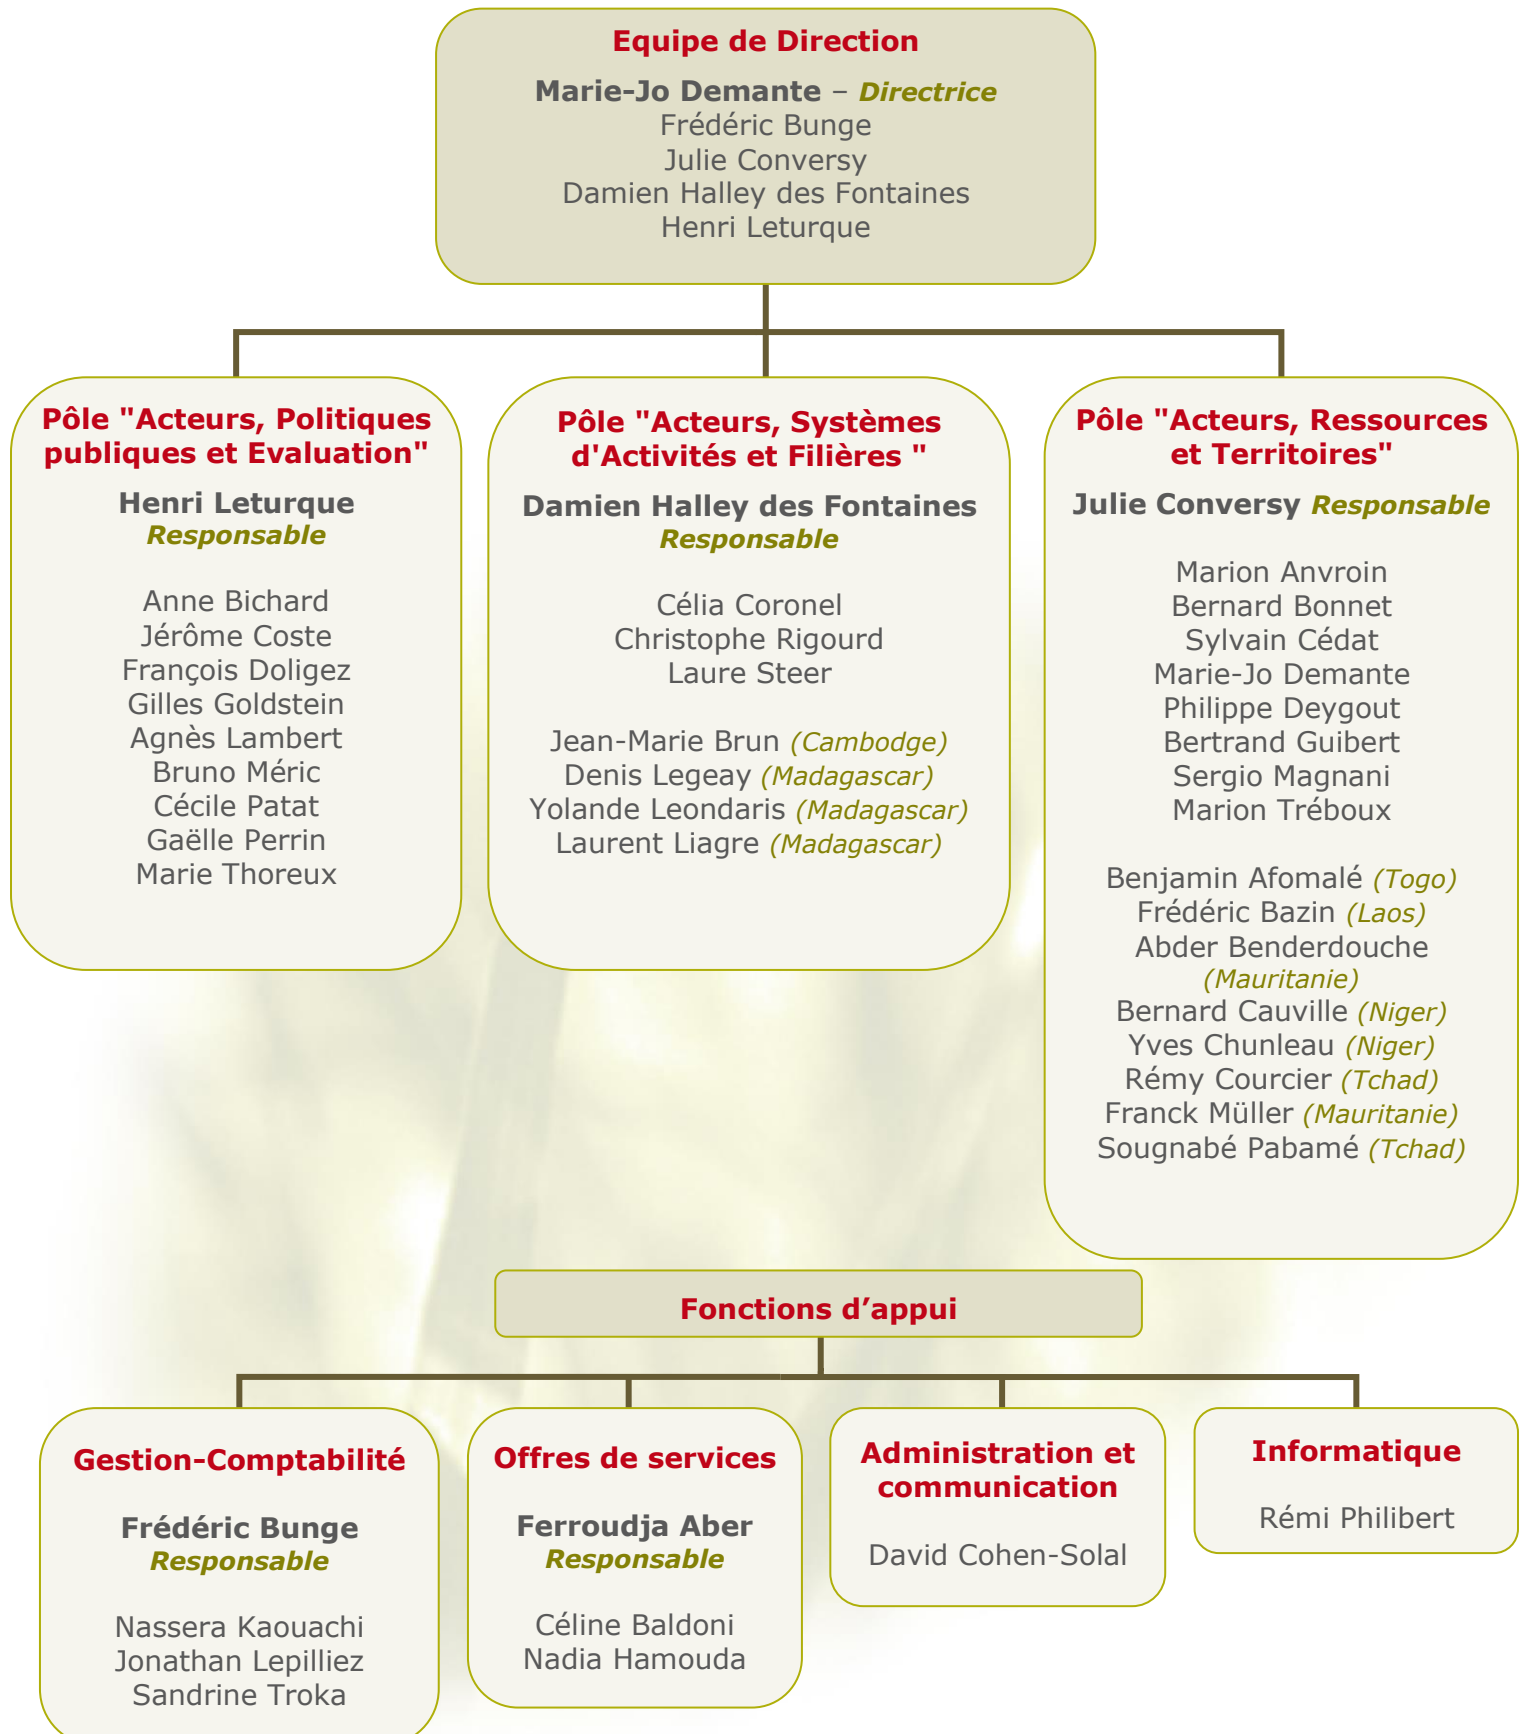 Equipe de Direction
Marie-Jo Demante – Directrice
Frédéric Bunge
Julie Conversy
Damien Halley des Fontaines
Henri Leturque
Pôle "Acteurs, Politiques
publiques et Evaluation"
Henri Leturque
Responsable
Anne Bichard
Jérôme Coste
François Doligez
Gilles Goldstein
Agnès Lambert
Bruno Méric
Cécile Patat
Gaëlle Perrin
Marie Thoreux
Pôle "Acteurs, Systèmes
d'Activités et Filières "
Damien Halley des Fontaines
Responsable
Célia Coronel
Christophe Rigourd
Laure Steer
Jean-Marie Brun (Cambodge)
Denis Legeay (Madagascar)
Yolande Leondaris (Madagascar)
Laurent Liagre (Madagascar)
Pôle "Acteurs, Ressources
et Territoires"
Julie Conversy Responsable
Marion Anvroin
Bernard Bonnet
Sylvain Cédat
Marie-Jo Demante
Philippe Deygout
Bertrand Guibert
Sergio Magnani
Marion Tréboux
Benjamin Afomalé (Togo)
Frédéric Bazin (Laos)
Abder Benderdouche
(Mauritanie)
Bernard Cauville (Niger)
Yves Chunleau (Niger)
Rémy Courcier (Tchad)
Franck Müller (Mauritanie)
Sougnabé Pabamé (Tchad)
Fonctions d’appui
Gestion-Comptabilité
Frédéric Bunge
Responsable
Nassera Kaouachi
Jonathan Lepilliez
Sandrine Troka
Offres de services
Ferroudja Aber
Responsable
Céline Baldoni
Nadia Hamouda
Administration et
communication
David Cohen-Solal
Informatique
Rémi Philibert